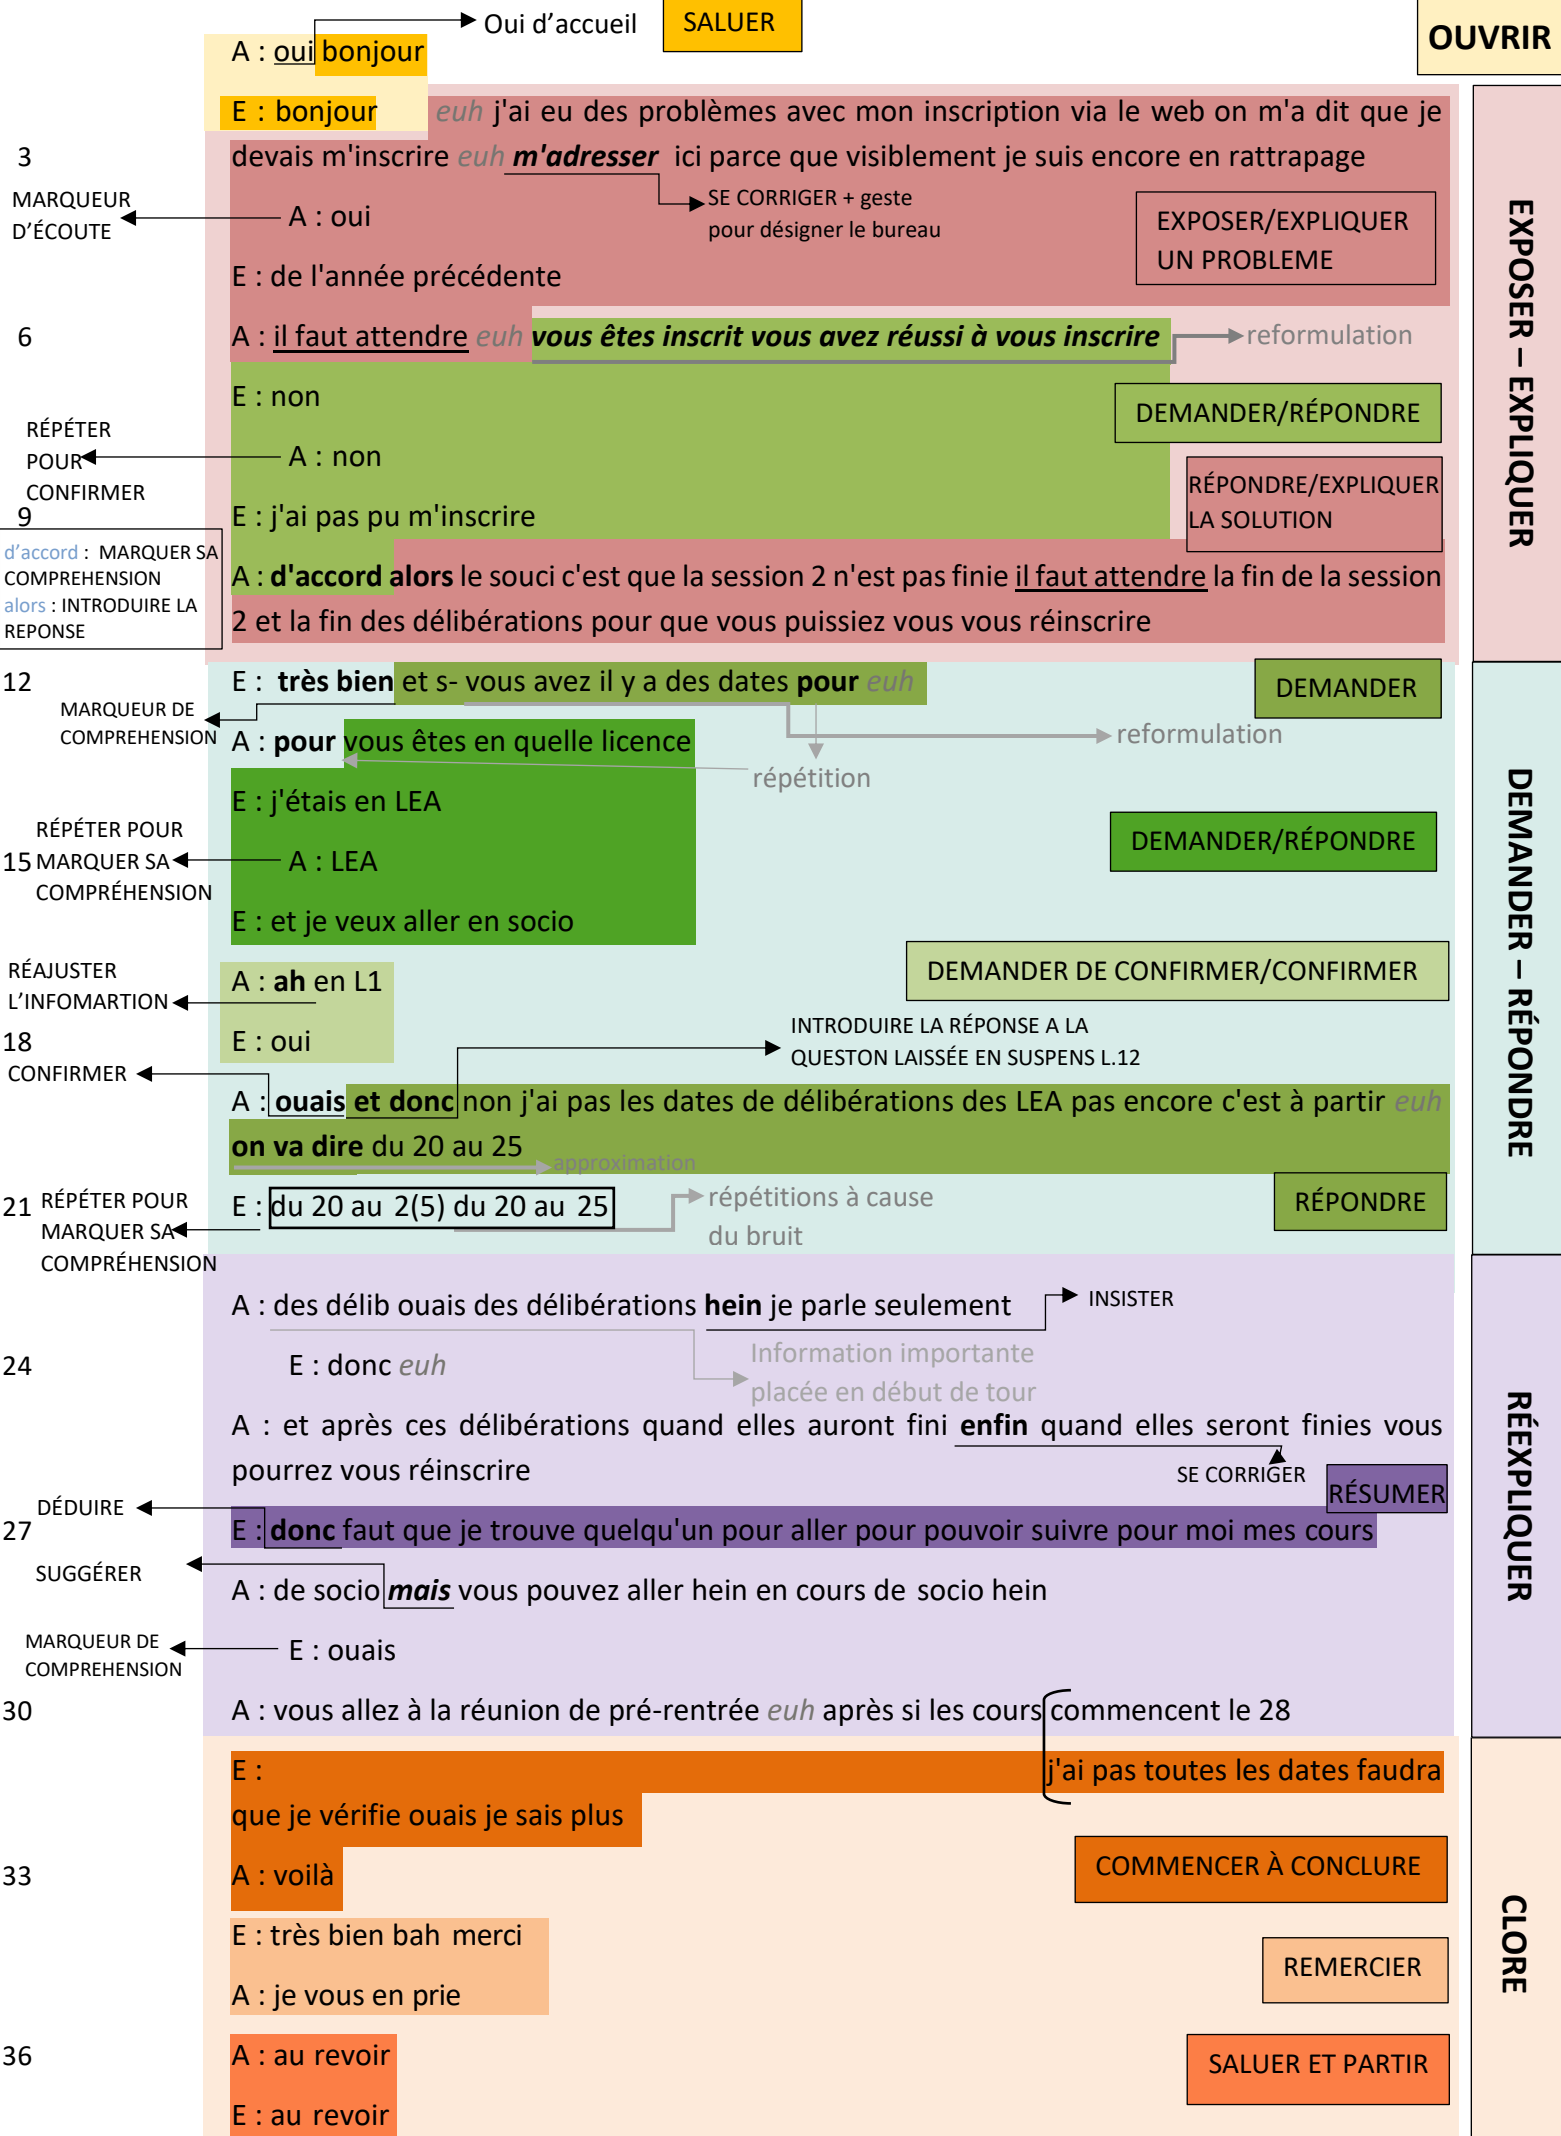 Oui d’accueil
SALUER
OUVRIR
A : oui bonjour
E : bonjour euh j'ai eu des problèmes avec mon inscription via le web on m'a dit que je
3 devais m'inscrire euh m'adresser ici parce que visiblement je suis encore en rattrapage
MARQUEUR
D’ÉCOUTE
A : oui
SE CORRIGER + geste
pour désigner le bureau
EXPOSER/EXPLIQUER
UN PROBLEME
EXPOSER – EXPLIQUER
E : de l'année précédente
6 A : il faut attendre euh vous êtes inscrit vous avez réussi à vous inscrire
reformulation
E : non
DEMANDER/RÉPONDRE
RÉPÉTER
POUR
CONFIRMER
A : non
RÉPONDRE/EXPLIQUER
LA SOLUTION
9 E : j'ai pas pu m'inscrire
d’accord : MARQUER SA
COMPREHENSION
alors : INTRODUIRE LA
REPONSE
A : d'accord alors le souci c'est que la session 2 n'est pas finie il faut attendre la fin de la session
2 et la fin des délibérations pour que vous puissiez vous vous réinscrire
12 E : très bien et s- vous avez il y a des dates pour euh
DEMANDER
MARQUEUR DE
COMPREHENSION
A : pour vous êtes en quelle licence
reformulation
répétition
E : j'étais en LEA
DEMANDER/RÉPONDRE
DEMANDER – RÉPONDRE
RÉPÉTER POUR
15 MARQUER SA
COMPRÉHENSION
A : LEA
E : et je veux aller en socio
RÉAJUSTER
L’INFOMARTION
A : ah en L1
DEMANDER DE CONFIRMER/CONFIRMER
18 E : oui
INTRODUIRE LA RÉPONSE A LA
QUESTON LAISSÉE EN SUSPENS L.12
CONFIRMER
A : ouais et donc non j'ai pas les dates de délibérations des LEA pas encore c'est à partir euh
on va dire du 20 au 25
approximation
21 RÉPÉTER POUR
MARQUER SA
COMPRÉHENSION
E : du 20 au 2(5) du 20 au 25
répétitions à cause
du bruit
RÉPONDRE
A : des délib ouais des délibérations hein je parle seulement
INSISTER
24 E : donc euh
Information importante
placée en début de tour
A : et après ces délibérations quand elles auront fini enfin quand elles seront finies vous
pourrez vous réinscrire
SE CORRIGER
RÉSUMER
RÉEXPLIQUER
DÉDUIRE
27 E : donc faut que je trouve quelqu'un pour aller pour pouvoir suivre pour moi mes cours
SUGGÉRER
A : de socio mais vous pouvez aller hein en cours de socio hein
MARQUEUR DE
COMPREHENSION
E : ouais
30 A : vous allez à la réunion de pré-rentrée euh après si les cours commencent le 28
E : j'ai pas toutes les dates faudra
que je vérifie ouais je sais plus
33 A : voilà
COMMENCER À CONCLURE
CLORE
E : très bien bah merci
REMERCIER
A : je vous en prie
36 A : au revoir
SALUER ET PARTIR
E : au revoir